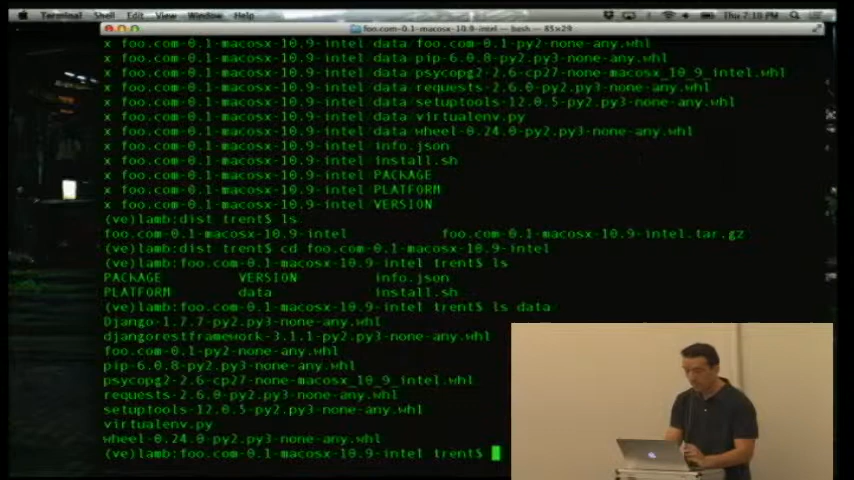 Terminal Shell Edit View Window Help Thu 7:10 PM
foo.com-0.1-macosx-10.9-intel — bash — 85×29
x foo.com-0.1-macosx-10.9-intel data foo.com-0.1-py2-none-any.whl
x foo.com-0.1-macosx-10.9-intel data pip-6.0.8-py2.py3-none-any.whl
x foo.com-0.1-macosx-10.9-intel data psycopg2-2.6-cp27-none-macosx_10_9_intel.whl
x foo.com-0.1-macosx-10.9-intel data requests-2.6.0-py2.py3-none-any.whl
x foo.com-0.1-macosx-10.9-intel data setuptools-12.0.5-py2.py3-none-any.whl
x foo.com-0.1-macosx-10.9-intel data virtualenv.py
x foo.com-0.1-macosx-10.9-intel data wheel-0.24.0-py2.py3-none-any.whl
x foo.com-0.1-macosx-10.9-intel info.json
x foo.com-0.1-macosx-10.9-intel install.sh
x foo.com-0.1-macosx-10.9-intel PACKAGE
x foo.com-0.1-macosx-10.9-intel PLATFORM
x foo.com-0.1-macosx-10.9-intel VERSION
(ve)lamb:dist trent$ ls
foo.com-0.1-macosx-10.9-intel foo.com-0.1-macosx-10.9-intel.tar.gz
(ve)lamb:dist trent$ cd foo.com-0.1-macosx-10.9-intel
(ve)lamb:foo.com-0.1-macosx-10.9-intel trent$ ls
PACKAGE VERSION info.json
PLATFORM data install.sh
(ve)lamb:foo.com-0.1-macosx-10.9-intel trent$ ls data
Django-1.7.7-py2.py3-none-any.whl
djangorestframework-3.1.1-py2.py3-none-any.whl
foo.com-0.1-py2-none-any.whl
pip-6.0.8-py2.py3-none-any.whl
psycopg2-2.6-cp27-none-macosx_10_9_intel.whl
requests-2.6.0-py2.py3-none-any.whl
setuptools-12.0.5-py2.py3-none-any.whl
virtualenv.py
wheel-0.24.0-py2.py3-none-any.whl
(ve)lamb:foo.com-0.1-macosx-10.9-intel trent$